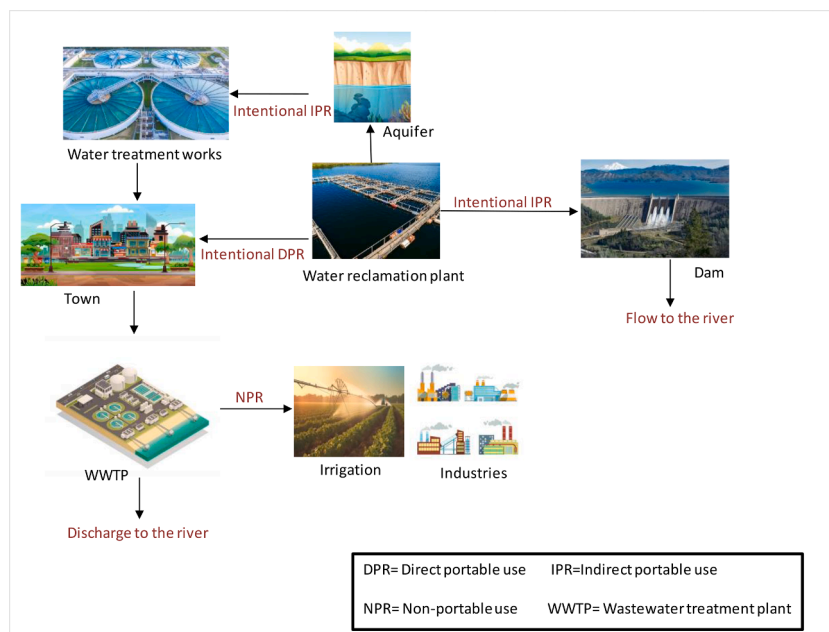 Intentional IPR
Aquifer
Water treatment works
Intentional IPR
Intentional DPR
Water reclamation plant
Dam
Town
Flow to the river
NPR
Irrigation
Industries
WWTP
Discharge to the river
DPR= Direct portable use IPR=Indirect portable use
NPR= Non-portable use WWTP= Wastewater treatment plant